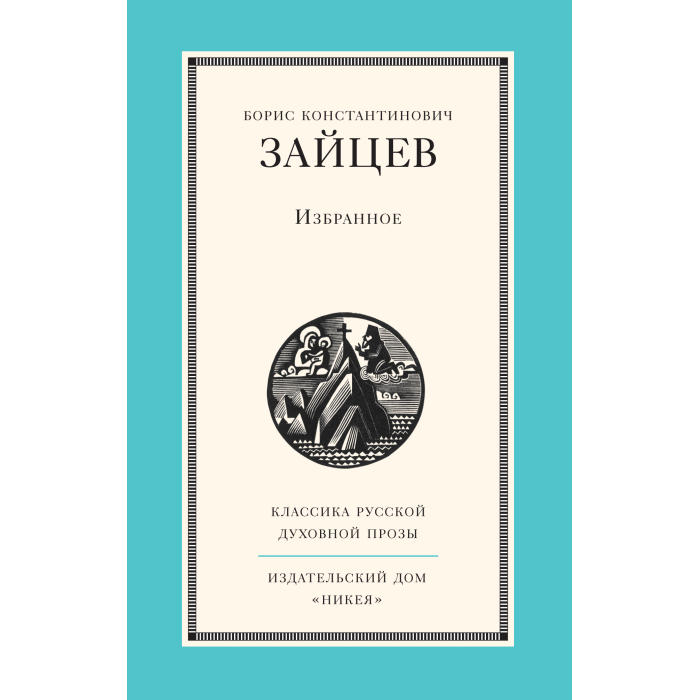 БОРИС КОНСТАНТИНОВИЧ
ЗАЙЦЕВ
ИЗБРАННОЕ
КЛАССИКА РУССКОЙ
ДУХОВНОЙ ПРОЗЫ
ИЗДАТЕЛЬСКИЙ ДОМ
«НИКЕЯ»